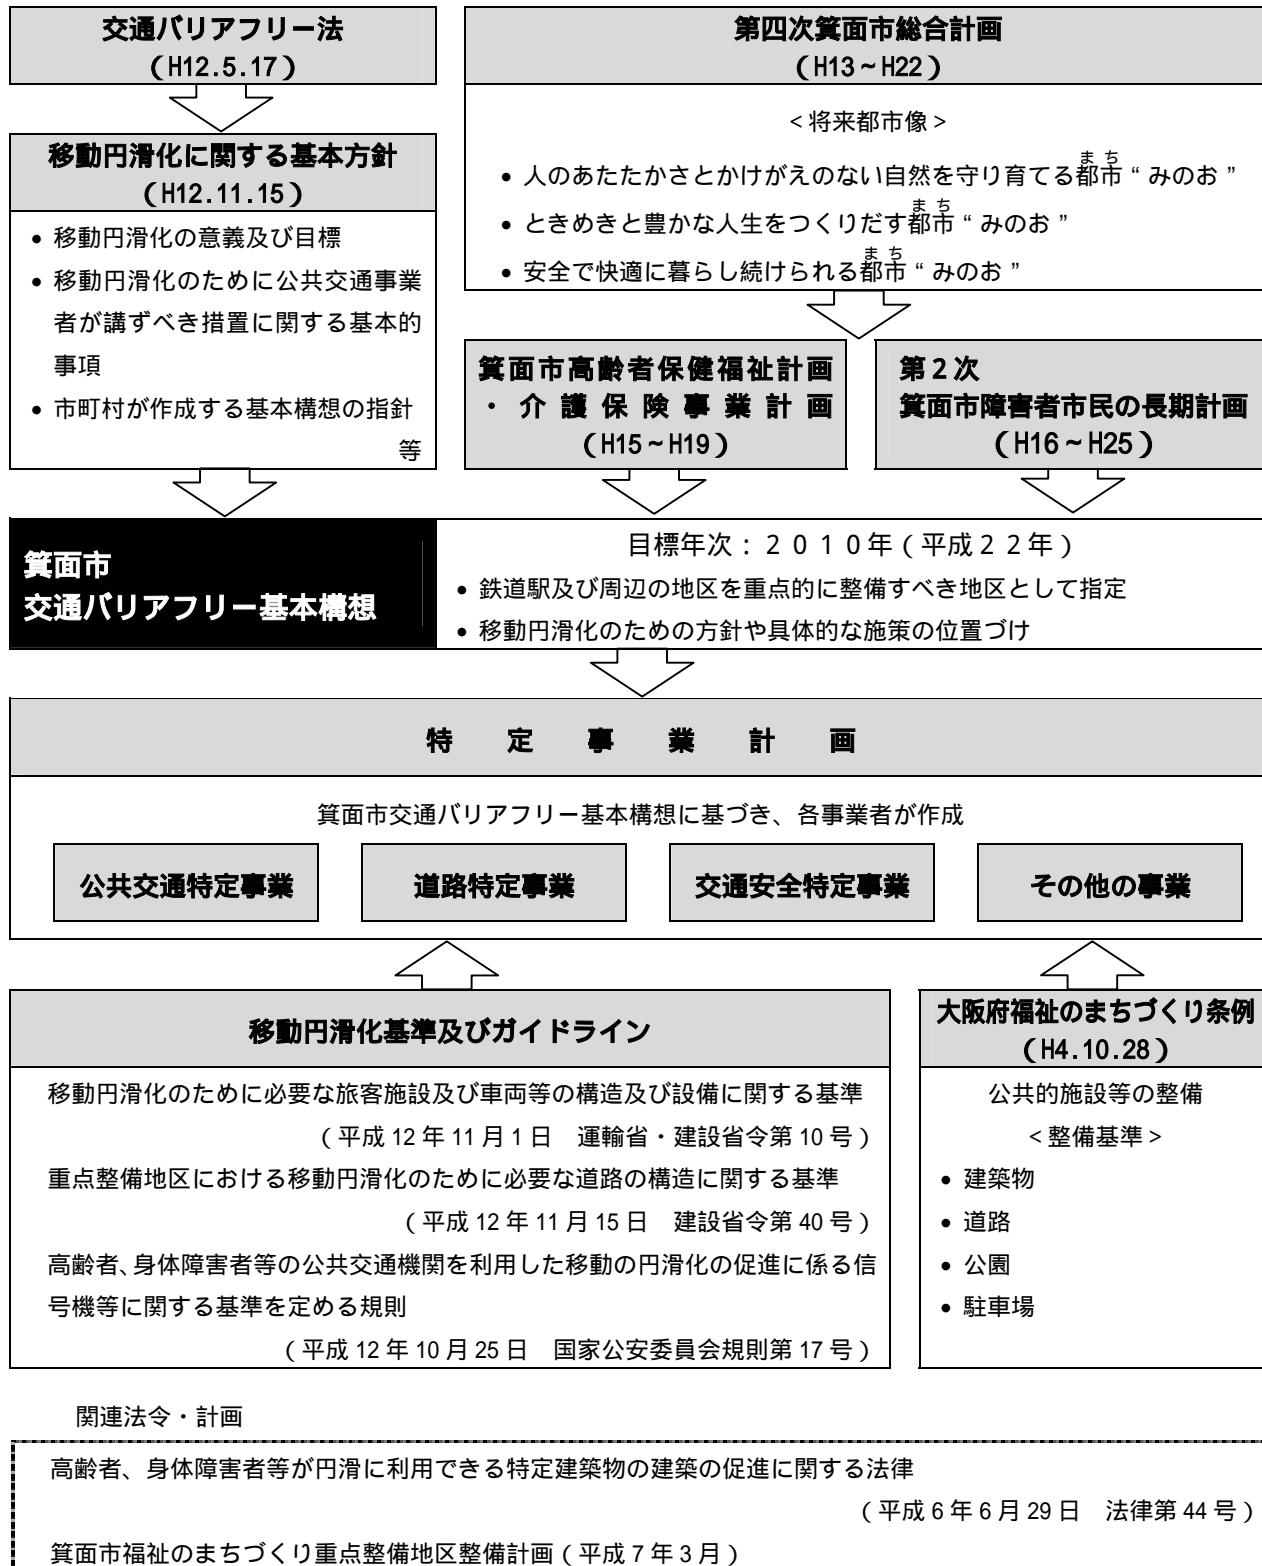 交通バリアフリー法
（H12.5.17）
移動円滑化に関する基本方針
（H12.11.15）
• 移動円滑化の意義及び目標
• 移動円滑化のために公共交通事業
者が講ずべき措置に関する基本的
事項
• 市町村が作成する基本構想の指針
等
第四次箕面市総合計画
（H13～H22）
＜将来都市像＞
まち
• 人のあたたかさとかけがえのない自然を守り育てる都市“みのお”
まち
• ときめきと豊かな人生をつくりだす都市“みのお”
まち
• 安全で快適に暮らし続けられる都市“みのお”
箕面市高齢者保健福祉計画
・介護保険事業計画
（H15～H19）
第2次
箕面市障害者市民の長期計画
（H16～H25）
箕面市
交通バリアフリー基本構想
目標年次：２０１０年（平成２２年）
• 鉄道駅及び周辺の地区を重点的に整備すべき地区として指定
• 移動円滑化のための方針や具体的な施策の位置づけ
特定事業計画
箕面市交通バリアフリー基本構想に基づき、各事業者が作成
公共交通特定事業
道路特定事業
交通安全特定事業
その他の事業
移動円滑化基準及びガイドライン
移動円滑化のために必要な旅客施設及び車両等の構造及び設備に関する基準
（平成 12 年 11 月 1 日　運輸省・建設省令第 10 号）
重点整備地区における移動円滑化のために必要な道路の構造に関する基準
（平成 12 年 11 月 15 日　建設省令第 40 号）
高齢者、身体障害者等の公共交通機関を利用した移動の円滑化の促進に係る信
号機等に関する基準を定める規則
（平成 12 年 10 月 25 日　国家公安委員会規則第 17 号）
大阪府福祉のまちづくり条例
（H4.10.28）
公共的施設等の整備
＜整備基準＞
• 建築物
• 道路
• 公園
• 駐車場
関連法令・計画
高齢者、身体障害者等が円滑に利用できる特定建築物の建築の促進に関する法律
（平成 6 年 6 月 29 日　法律第 44 号）
箕面市福祉のまちづくり重点整備地区整備計画（平成 7 年 3 月）